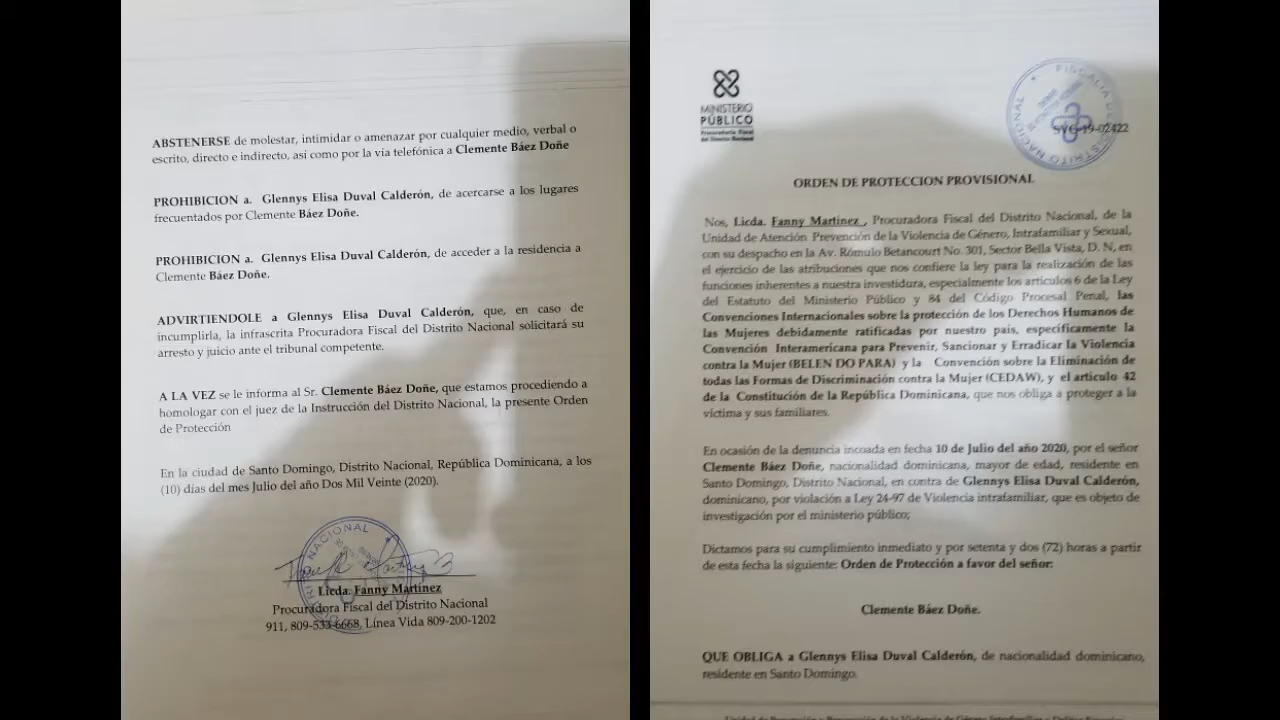 ABSTENERSE de molestar, intimidar o amenazar por cualquier medio, verbal o
escrito, directo e indirecto, así como por la via telefónica a Clemente Báez Doñe
PROHIBICION a. Glennys Elisa Duval Calderón, de acercarse a los lugares
frecuentados por Clemente Báez Doñe.
PROHIBICION a. Glennys Elisa Duval Calderón, de acceder a la residencia a
Clemente Báez Doñe.
ADVIRTIENDOLE a Glennys Elisa Duval Calderón, que, en caso de
incumplirla, la infrascrita Procuradora Fiscal del Distrito Nacional solicitará su
arresto y juicio ante el tribunal competente.
A LA VEZ se le informa al Sr. Clemente Báez Doñe, que estamos procediendo a
homologar con el juez de la Instrucción del Distrito Nacional, la presente Orden
de Protección
En la ciudad de Santo Domingo, Distrito Nacional, República Dominicana, a los
(10) días del mes Julio del año Dos Mil Veinte (2020).
NACIONAL
Licda. Fanny Martinez
Procuradora Fiscal del Distrito Nacional
911, 809-533-6668, Línea Vida 809-200-1202
MINISTERIO
PÚBLICO
Procuraduría Fiscal
del Distrito Nacional
FISCALIA DEL DISTRITO NACIONAL
SVG-19-02422
ORDEN DE PROTECCION PROVISIONAL
Nos, Licda. Fanny Martinez , Procuradora Fiscal del Distrito Nacional, de la
Unidad de Atención Prevención de la Violencia de Género, Intrafamiliar y Sexual,
con su despacho en la Av. Rómulo Betancourt No. 301, Sector Bella Vista, D. N, en
el ejercicio de las atribuciones que nos confiere la ley para la realización de las
funciones inherentes a nuestra investidura, especialmente los artículos 6 de la Ley
del Estatuto del Ministerio Público y 84 del Código Procesal Penal, las
Convenciones Internacionales sobre la protección de los Derechos Humanos de
las Mujeres debidamente ratificadas por nuestro país, específicamente la
Convención Interamericana para Prevenir, Sancionar y Erradicar la Violencia
contra la Mujer (BELEN DO PARA) y la Convención sobre la Eliminación de
todas las Formas de Discriminación contra la Mujer (CEDAW), y el articulo 42
de la Constitución de la República Dominicana, que nos obliga a proteger a la
víctima y sus familiares.
En ocasión de la denuncia incoada en fecha 10 de Julio del año 2020, por el señor
Clemente Báez Doñe, nacionalidad dominicana, mayor de edad, residente en
Santo Domingo, Distrito Nacional, en contra de Glennys Elisa Duval Calderón,
dominicano, por violación a Ley 24-97 de Violencia intrafamiliar, que es objeto de
investigación por el ministerio público;
Dictamos para su cumplimiento inmediato y por setenta y dos (72) horas a partir
de esta fecha la siguiente: Orden de Protección a favor del señor:
Clemente Báez Doñe.
QUE OBLIGA a Glennys Elisa Duval Calderón, de nacionalidad dominicano,
residente en Santo Domingo.